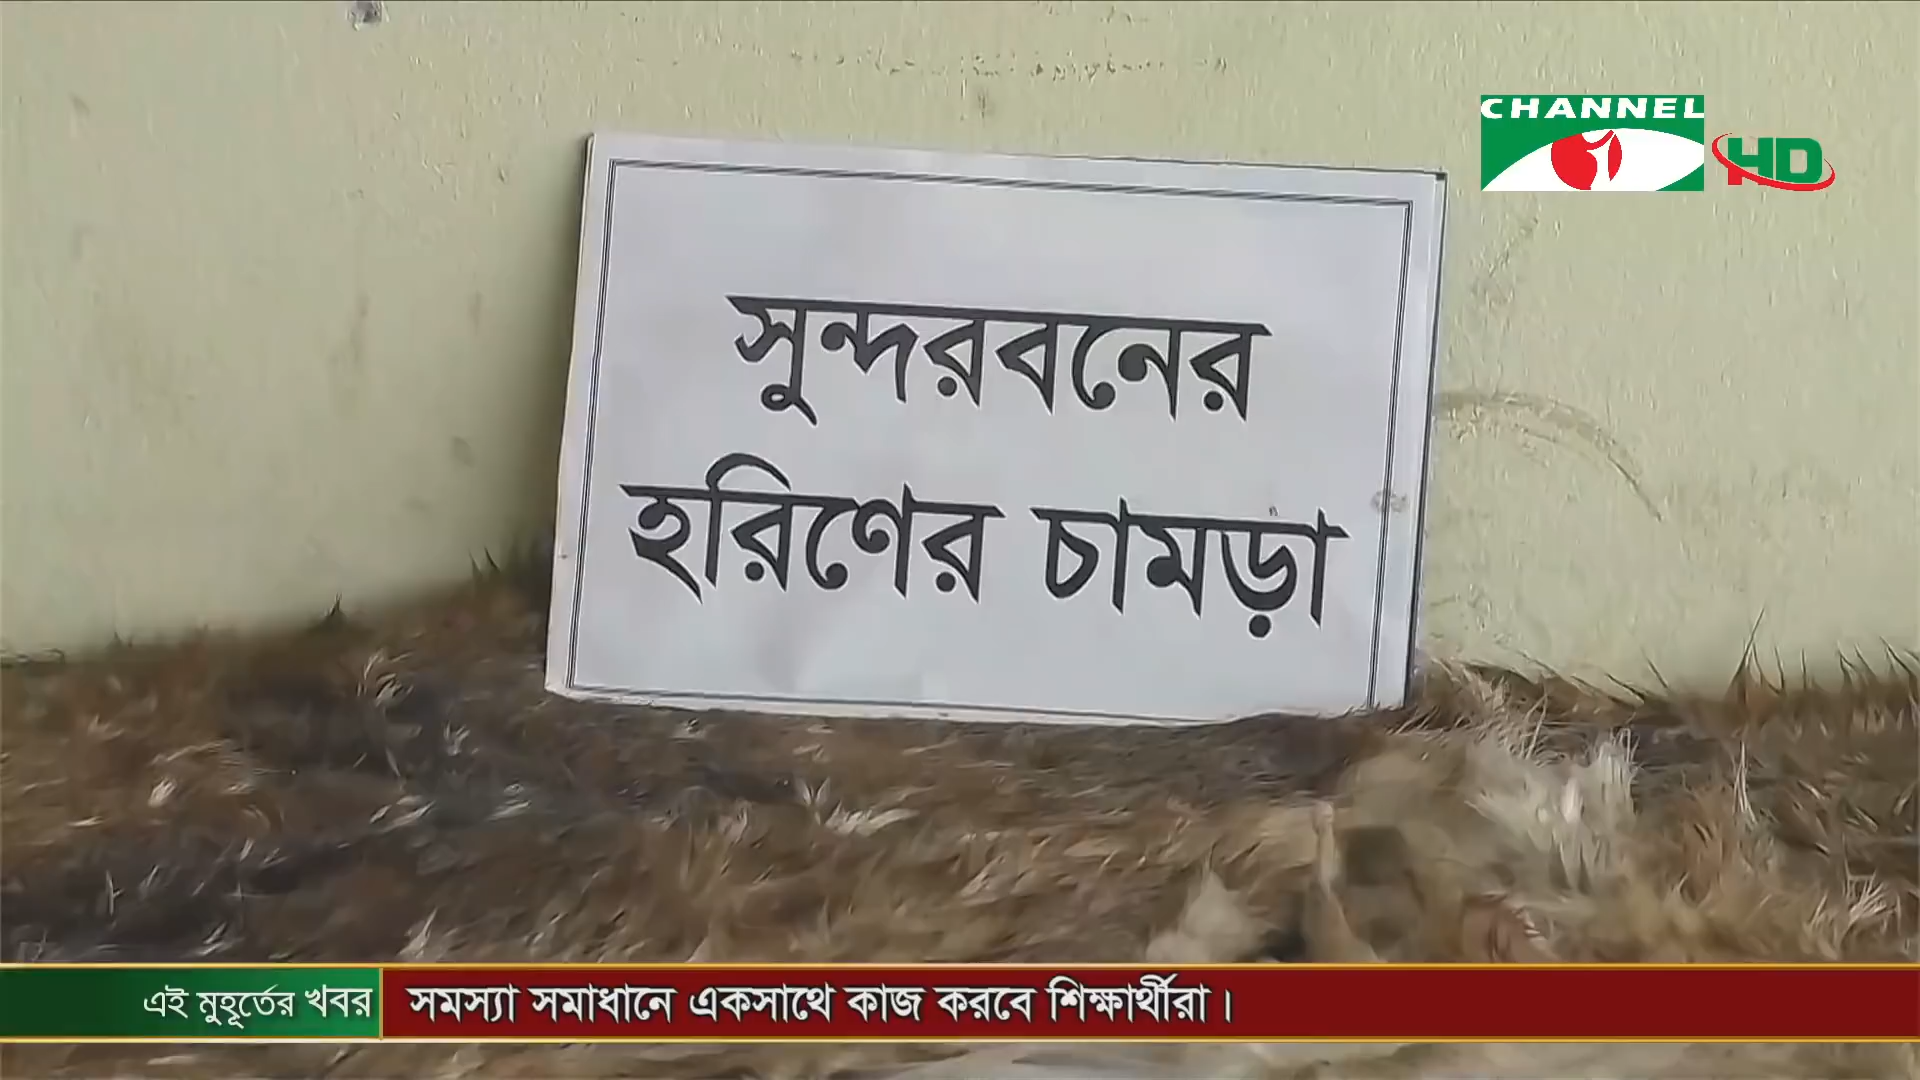 CHANNEL
i HD
সুন্দরবনের
হরিণের চামড়া
এই মুহূর্তের খবর
সমস্যা সমাধানে একসাথে কাজ করবে শিক্ষার্থীরা।